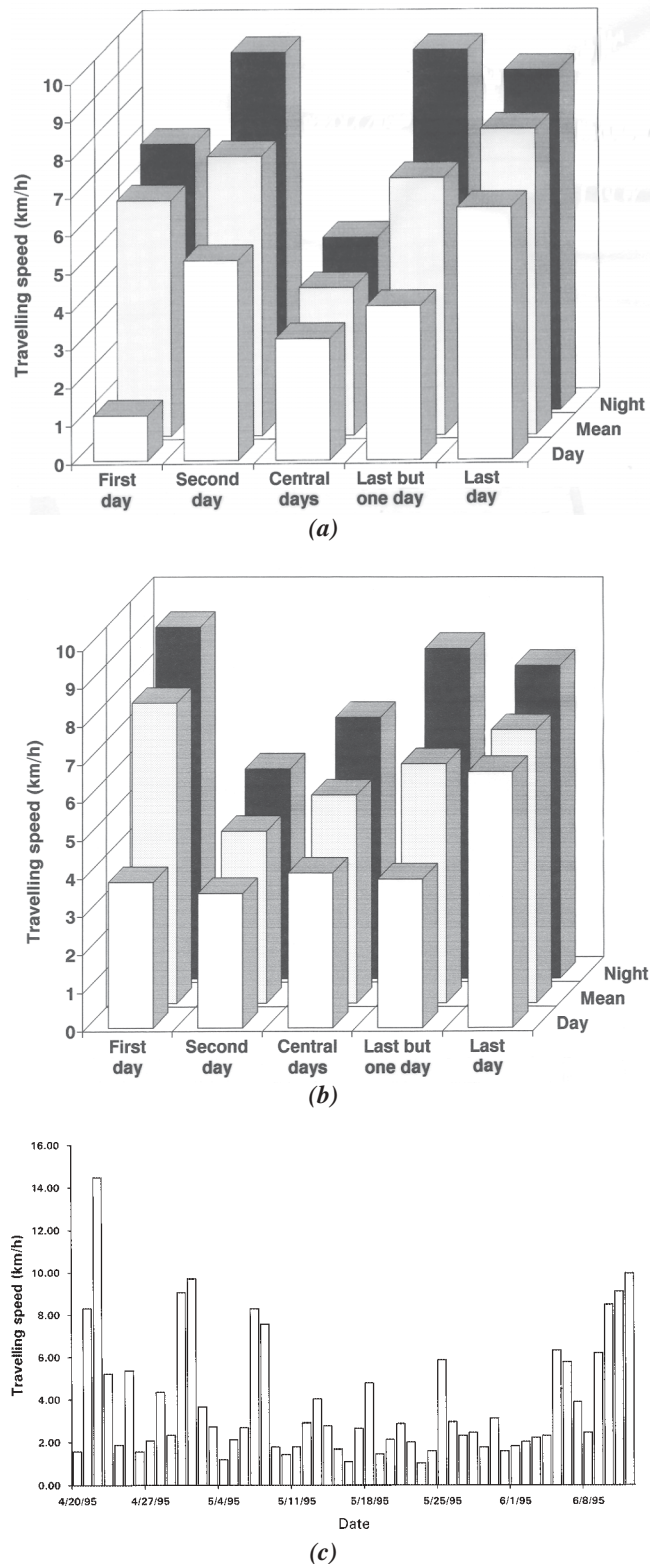 10
9
8
7
6
5
4
3
2
1
0
Travelling speed (km/h)
Night
Mean
Day
First day
Second day
Central days
Last but one day
Last day
(a)
10
9
8
7
6
5
4
3
2
1
0
Travelling speed (km/h)
Night
Mean
Day
First day
Second day
Central days
Last but one day
Last day
(b)
16.00
14.00
12.00
10.00
8.00
6.00
4.00
2.00
0.00
Travelling speed (km/h)
4/20/95 4/27/95 5/4/95 5/11/95 5/18/95 5/25/95 6/1/95 6/8/95
Date
(c)